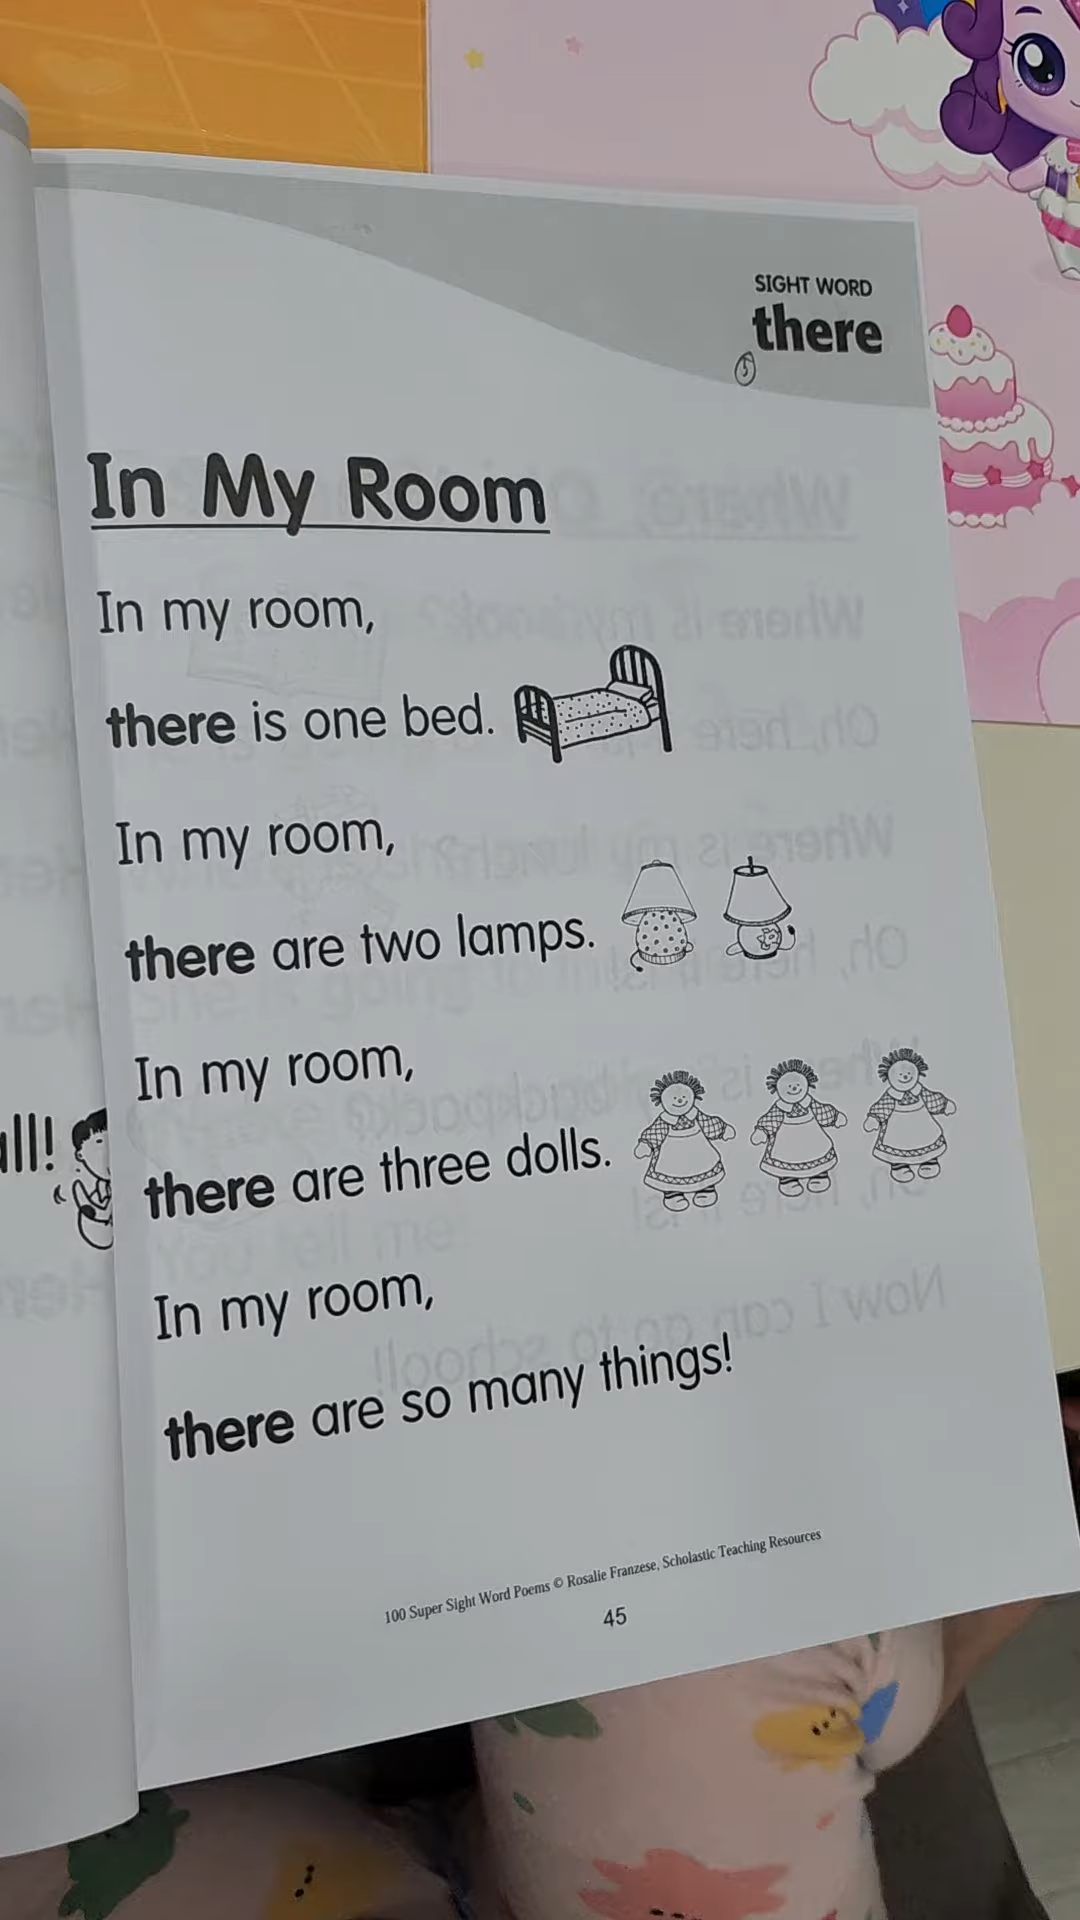 SIGHT WORD
there
5
In My Room
In my room,
there is one bed.
In my room,
there are two lamps.
In my room,
there are three dolls.
In my room,
there are so many things!
100 Super Sight Word Poems © Rosalie Franzese, Scholastic Teaching Resources
45
all!